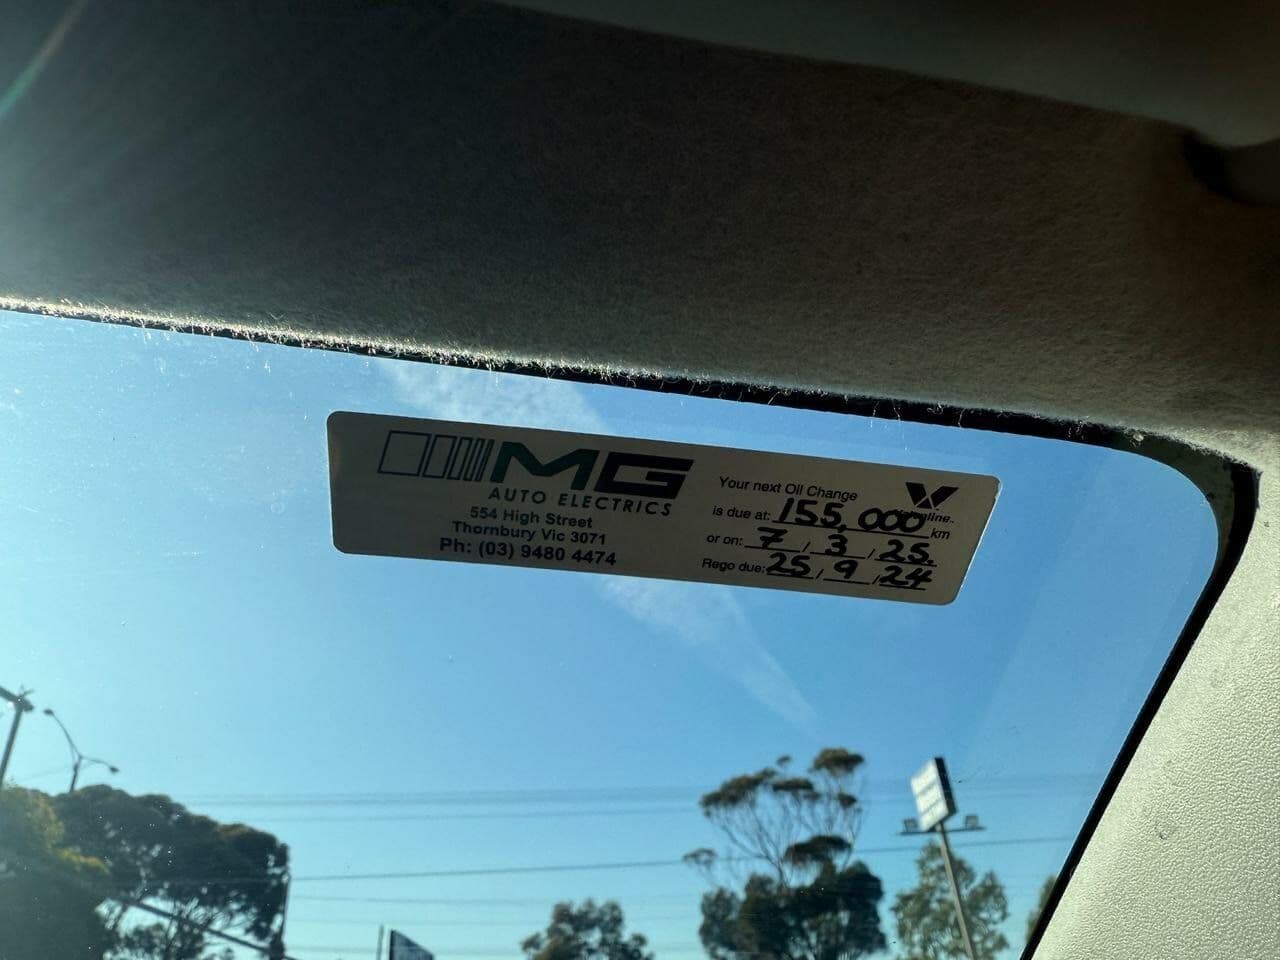 MG
AUTO ELECTRICS
554 High Street
Thornbury Vic 3071
Ph: (03) 9480 4474
Your next Oil Change
is due at: 155,000 km
or on: 7 / 3 / 25.
Rego due: 25 / 9 / 24